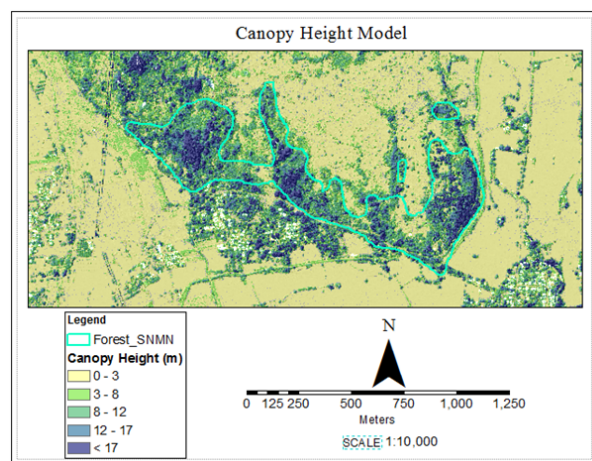 Canopy Height Model
Legend
Forest_SNMN
Canopy Height (m)
0 - 3
3 - 8
8 - 12
12 - 17
< 17
N
0 125 250 500 750 1,000 1,250
Meters
SCALE 1:10,000